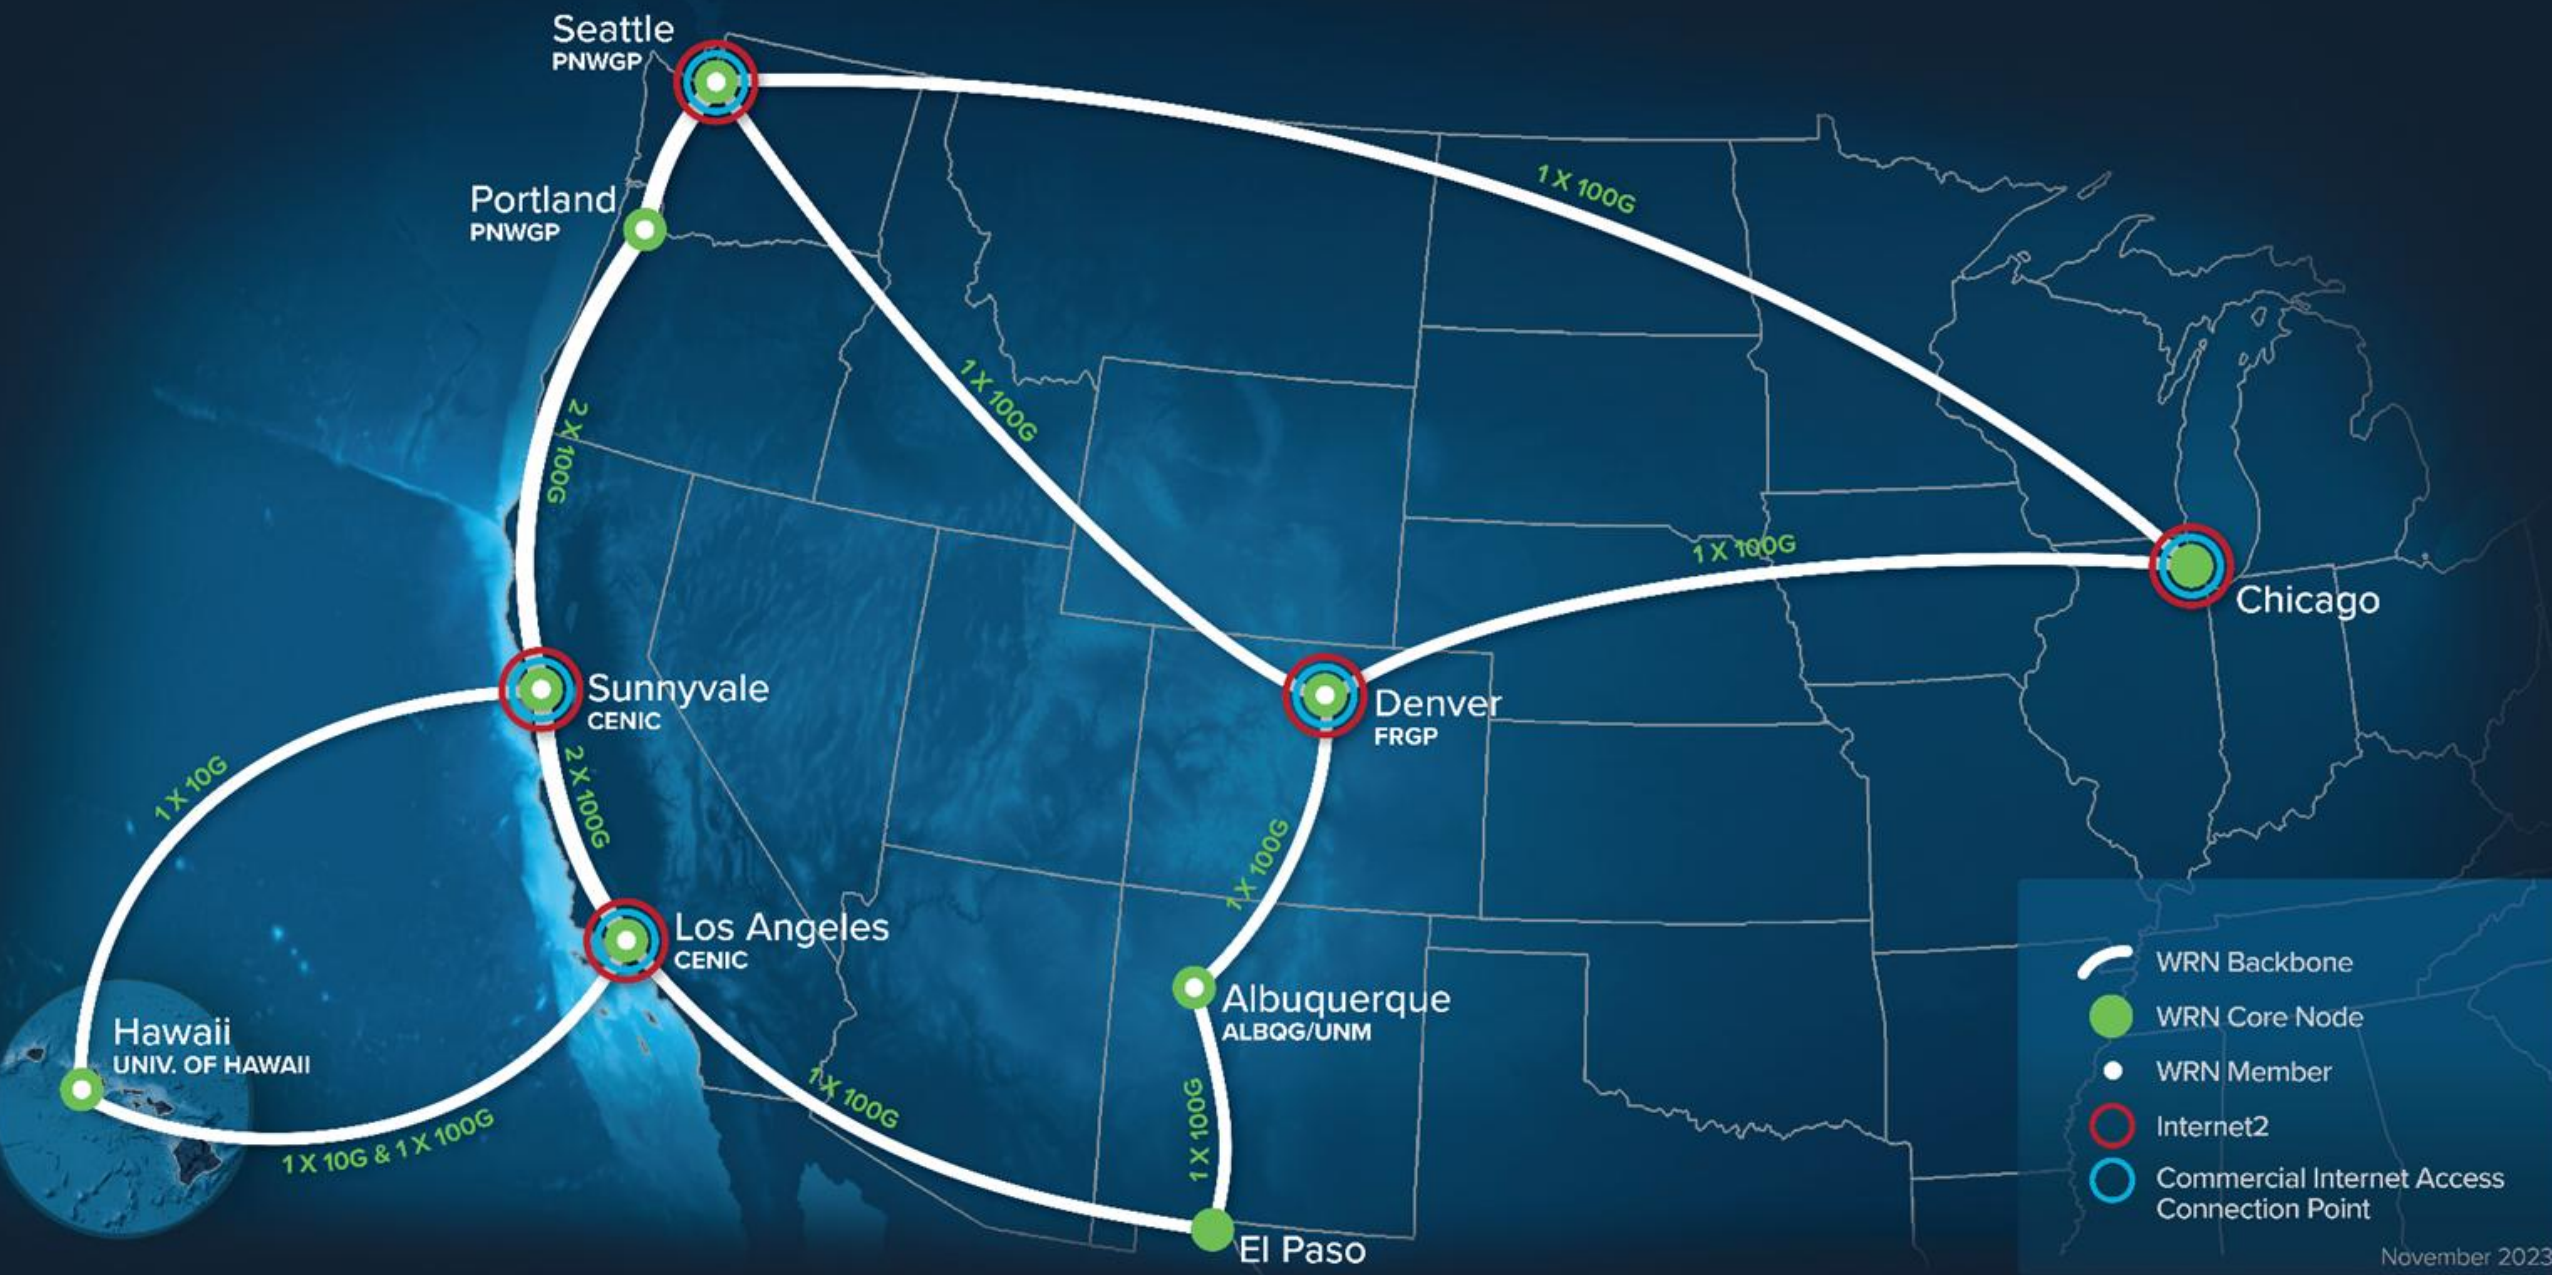 Seattle
PNWGP
Portland
PNWGP
1 X 100G
1 X 100G
2 X 100G
1 X 100G
Chicago
Sunnyvale
CENIC
Denver
FRGP
1 X 10G
2 X 100G
1 X 100G
Los Angeles
CENIC
Albuquerque
ALBQG/UNM
Hawaii
UNIV. OF HAWAII
1 X 10G & 1 X 100G
1 X 100G
1 X 100G
El Paso
WRN Backbone
WRN Core Node
WRN Member
Internet2
Commercial Internet Access
Connection Point
November 2023